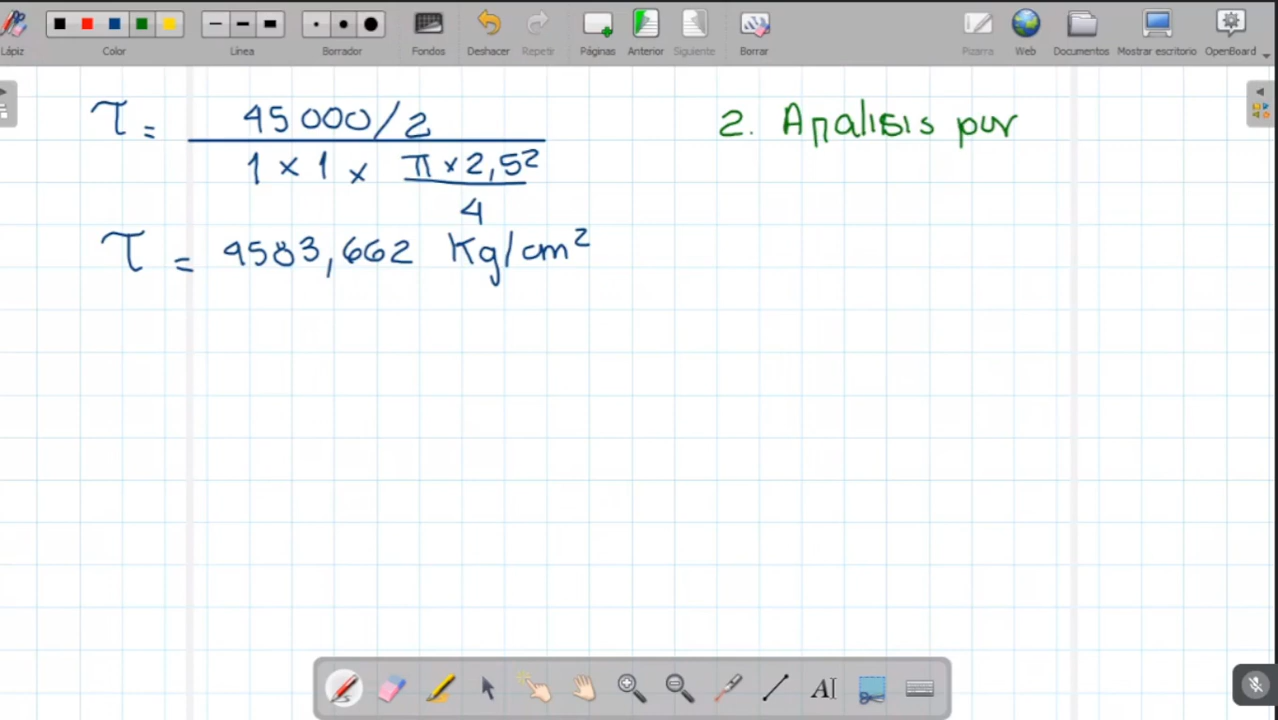 Lápiz Color Línea Borrador Fondos Deshacer Repetir Páginas Anterior Siguiente Borrar Pizarra Web Documentos Mostrar escritorio OpenBoard
τ = 45 000/2
1 × 1 × π × 2,5²
4
τ = 4583,662 Kg/cm²
2. Analisis por